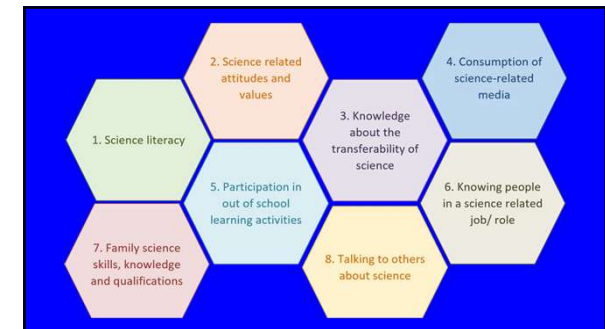 1. Science literacy
2. Science related
attitudes and
values
3. Knowledge
about the
transferability of
science
4. Consumption of
science-related
media
5. Participation in
out of school
learning activities
6. Knowing people
in a science related
job/ role
7. Family science
skills, knowledge
and qualifications
8. Talking to others
about science